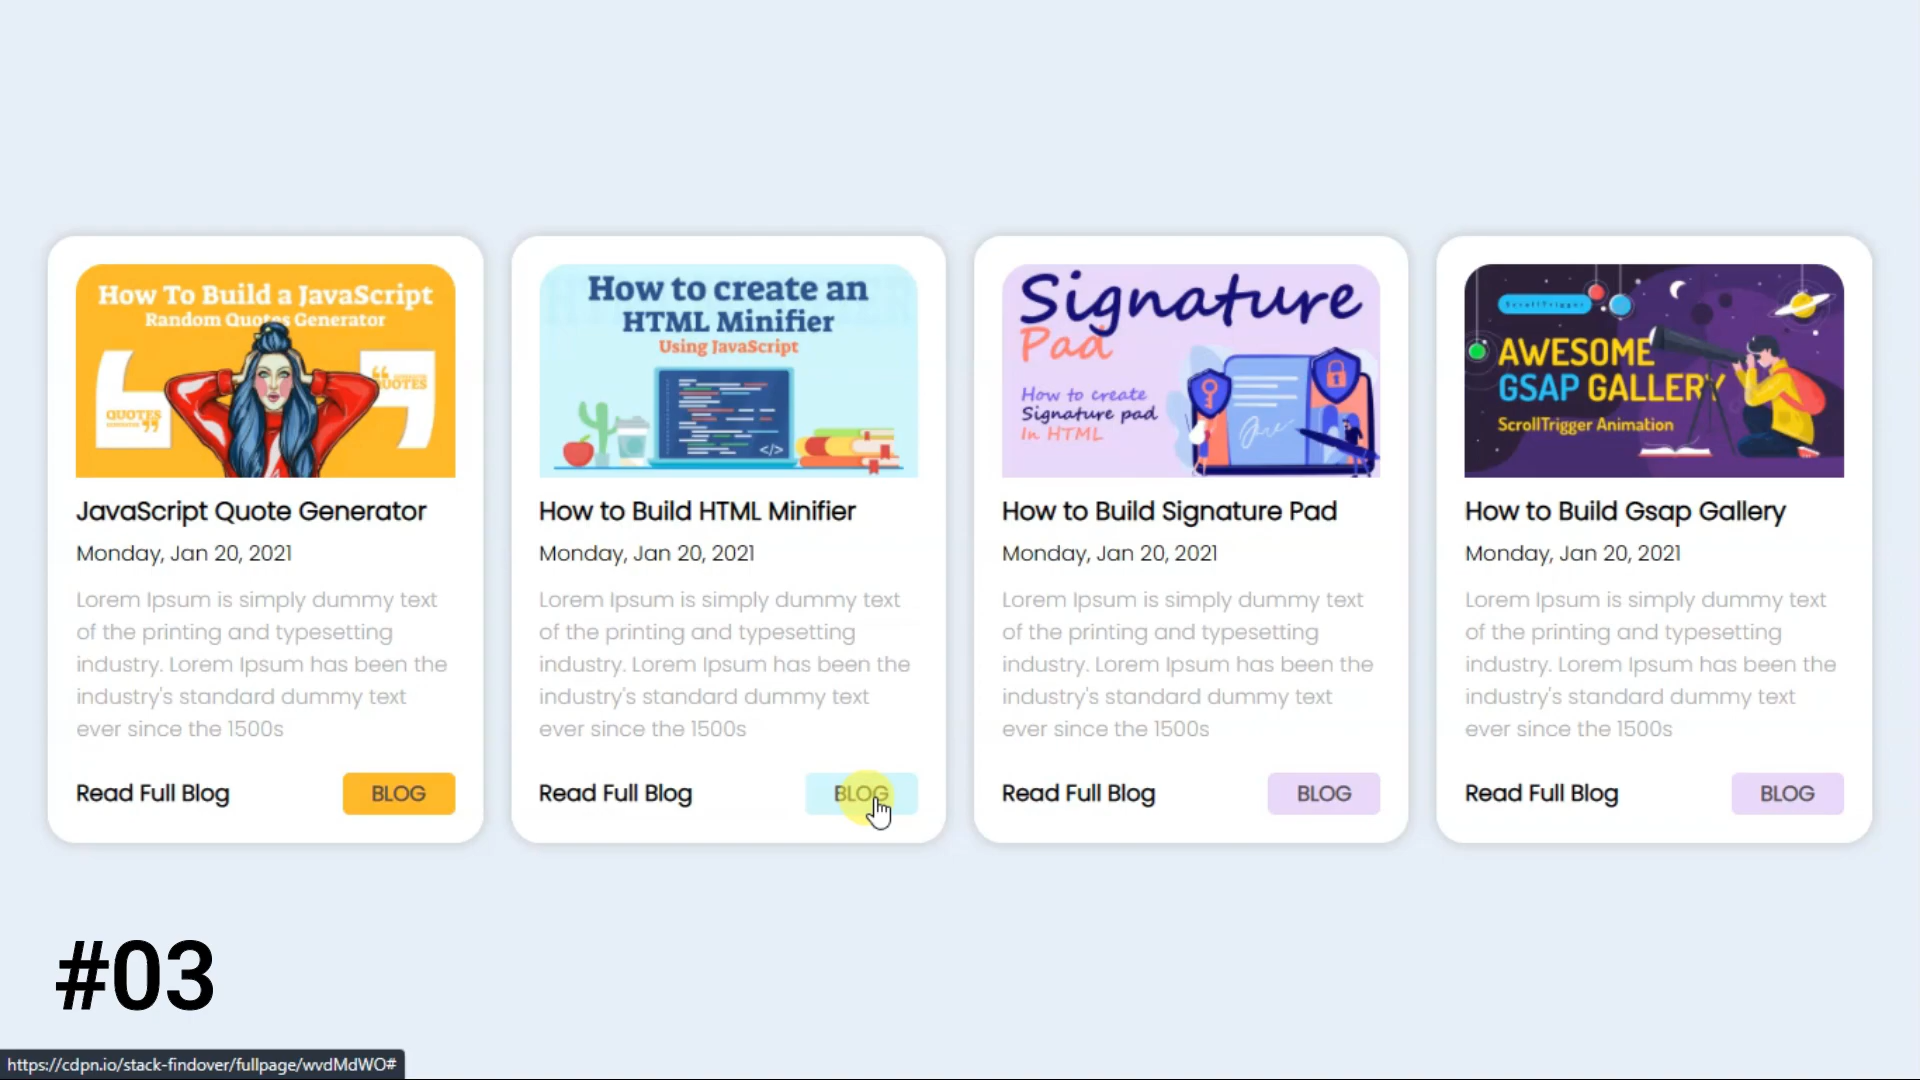 How To Build a JavaScript
Random Quotes Generator
QUOTES
QUOTES
JavaScript Quote Generator
Monday, Jan 20, 2021
Lorem Ipsum is simply dummy text
of the printing and typesetting
industry. Lorem Ipsum has been the
industry's standard dummy text
ever since the 1500s
Read Full Blog
BLOG
How to create an
HTML Minifier
Using JavaScript
</>
How to Build HTML Minifier
Monday, Jan 20, 2021
Lorem Ipsum is simply dummy text
of the printing and typesetting
industry. Lorem Ipsum has been the
industry's standard dummy text
ever since the 1500s
Read Full Blog
BLOG
Signature
Pad
How to create
Signature pad
In HTML
How to Build Signature Pad
Monday, Jan 20, 2021
Lorem Ipsum is simply dummy text
of the printing and typesetting
industry. Lorem Ipsum has been the
industry's standard dummy text
ever since the 1500s
Read Full Blog
BLOG
ScrollTrigger
AWESOME
GSAP GALLERY
ScrollTrigger Animation
How to Build Gsap Gallery
Monday, Jan 20, 2021
Lorem Ipsum is simply dummy text
of the printing and typesetting
industry. Lorem Ipsum has been the
industry's standard dummy text
ever since the 1500s
Read Full Blog
BLOG
#03
https://cdpn.io/stack-findover/fullpage/wvdMdWO#